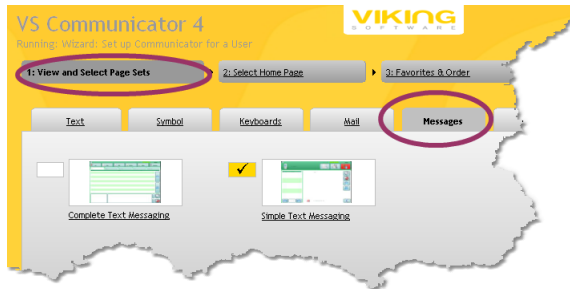 VS Communicator 4
VIKING
SOFTWARE
Running: Wizard: Set up Communicator for a User
1: View and Select Page Sets
2: Select Home Page
3: Favorites & Order
Text
Symbol
Keyboards
Mail
Messages
Complete Text Messaging
Simple Text Messaging